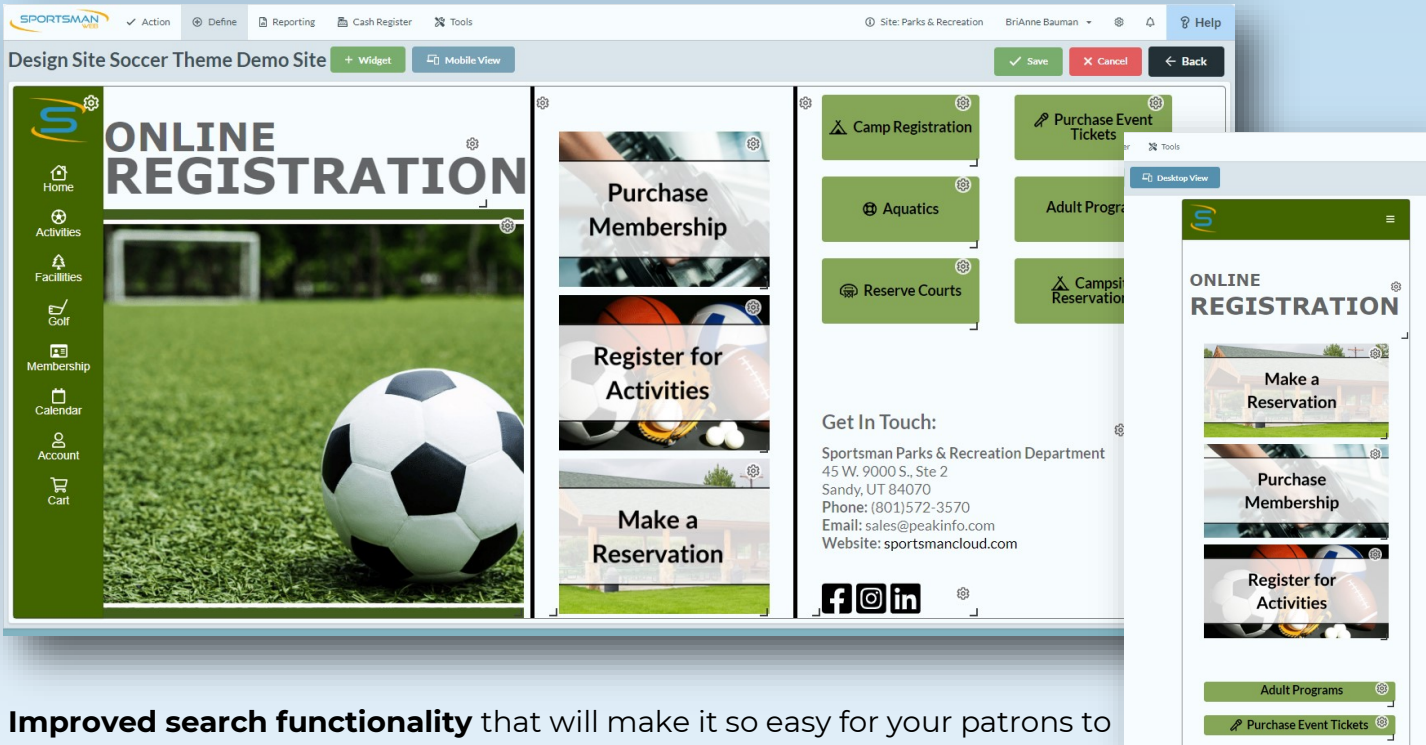 SPORTSMAN
WEB
Action
Define
Reporting
Cash Register
Tools
Site: Parks & Recreation
BriAnne Bauman
Help
Design Site Soccer Theme Demo Site
+ Widget
Mobile View
Save
Cancel
Back
Home
Activities
Facillities
Golf
Membership
Calendar
Account
Cart
ONLINE
REGISTRATION
Purchase
Membership
Register for
Activities
Make a
Reservation
Camp Registration
Purchase Event
Tickets
Aquatics
Adult Progra
Reserve Courts
Campsi
Reservation
Get In Touch:
Sportsman Parks & Recreation Department
45 W. 9000 S., Ste 2
Sandy, UT 84070
Phone: (801)572-3570
Email: sales@peakinfo.com
Website: sportsmancloud.com
Tools
Desktop View
ONLINE
REGISTRATION
Make a
Reservation
Purchase
Membership
Register for
Activities
Adult Programs
Purchase Event Tickets
Improved search functionality that will make it so easy for your patrons to